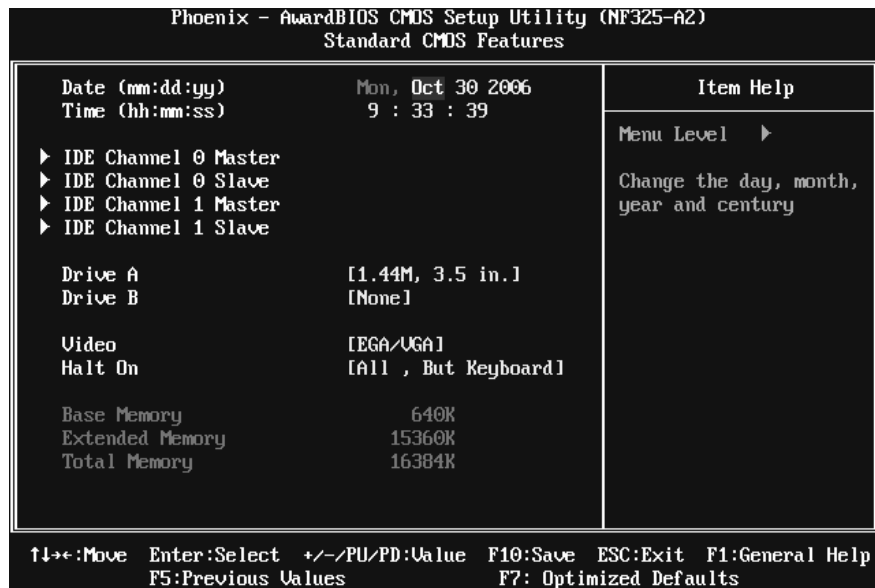 Phoenix - AwardBIOS CMOS Setup Utility (NF325-A2)
Standard CMOS Features
Date (mm:dd:yy) Mon, Oct 30 2006
Time (hh:mm:ss) 9 : 33 : 39
IDE Channel 0 Master
IDE Channel 0 Slave
IDE Channel 1 Master
IDE Channel 1 Slave
Drive A [1.44M, 3.5 in.]
Drive B [None]
Video [EGA/VGA]
Halt On [All , But Keyboard]
Base Memory 640K
Extended Memory 15360K
Total Memory 16384K
Item Help
Menu Level
Change the day, month,
year and century
↑↓→←:Move Enter:Select +/-/PU/PD:Value F10:Save ESC:Exit F1:General Help
F5:Previous Values F7: Optimized Defaults